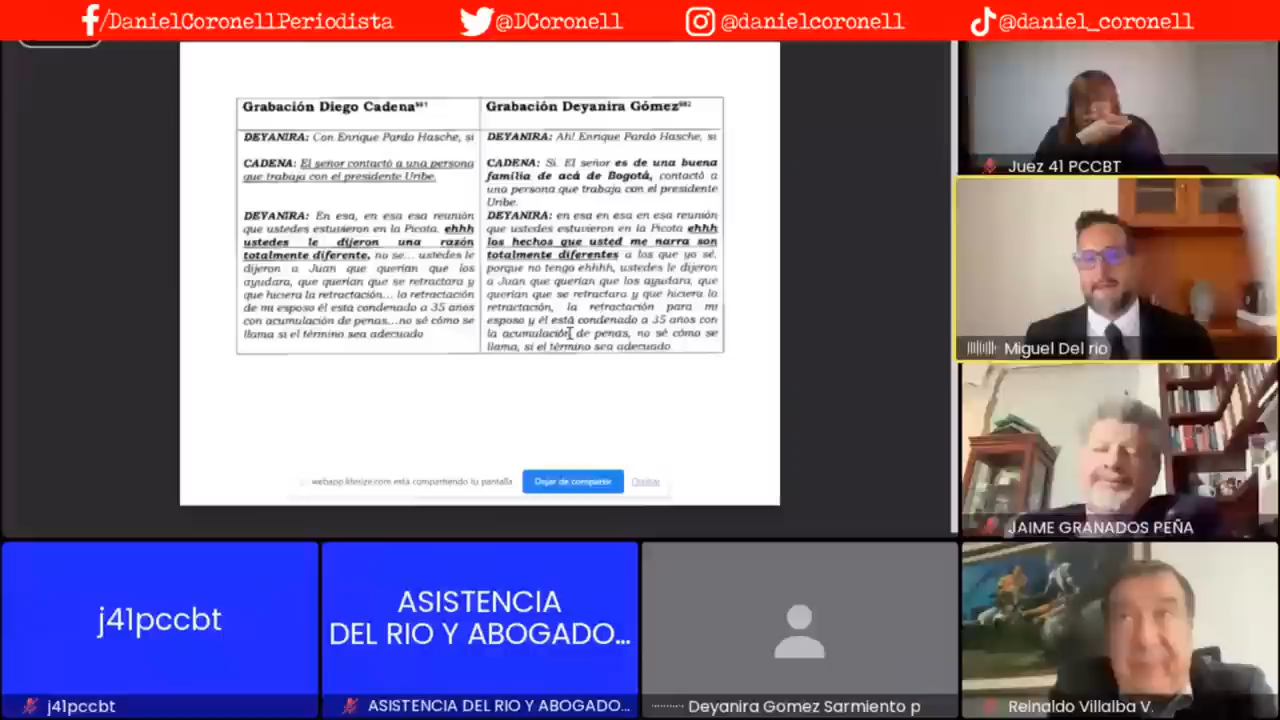 /DanielCoronellPeriodista @DCoronell @danielcoronell @daniel_coronell
Grabación Diego Cadena⁵⁸¹
DEYANIRA: Con Enrique Pardo Hasche, si
CADENA: El señor contactó a una persona
que trabaja con el presidente Uribe.
DEYANIRA: En esa, en esa esa reunión
que ustedes estuvieron en la Picota, ehhh
ustedes le dijeron una razón
totalmente diferente, no se... ustedes le
dijeron a Juan que querían que los
ayudara, que querían que se retractara y
que hiciera la retractación... la retractación
de mi esposo él está condenado a 35 años
con acumulación de penas...no sé cómo se
llama si el término sea adecuado
Grabación Deyanira Gómez⁵⁸²
DEYANIRA: Ah! Enrique Pardo Hasche, si
CADENA: Si. El señor es de una buena
familia de acá de Bogotá, contactó a
una persona que trabaja con el presidente
Uribe.
DEYANIRA: en esa en esa en esa reunión
que ustedes estuvieron en la Picota ehhh
los hechos que usted me narra son
totalmente diferentes a los que yo sé,
porque no tengo ehhhh, ustedes le dijeron
a Juan que querían que los ayudara, que
querían que se retractara y que hiciera la
retractación, la retractación para mi
esposo y él está condenado a 35 años con
la acumulación de penas, no sé cómo se
llama, si el término sea adecuado
webapp.lifesize.com está compartiendo tu pantalla
Dejar de compartir
Ocultar
Juez 41 PCCBT
Miguel Del rio
JAIME GRANADOS PEÑA
j41pccbt
j41pccbt
ASISTENCIA
DEL RIO Y ABOGADO...
ASISTENCIA DEL RIO Y ABOGADO...
Deyanira Gomez Sarmiento p
Reinaldo Villalba V.